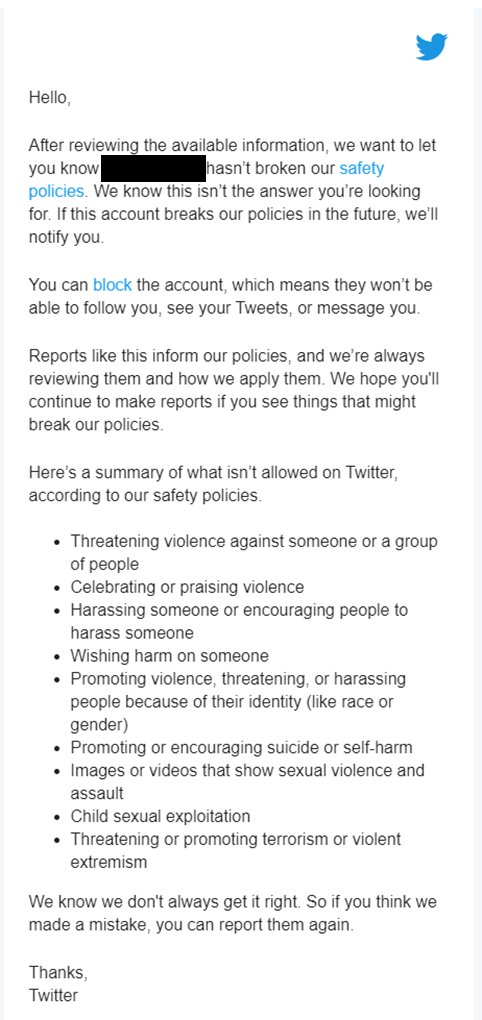 Hello,
After reviewing the available information, we want to let
you know hasn’t broken our safety
policies. We know this isn’t the answer you’re looking
for. If this account breaks our policies in the future, we’ll
notify you.
You can block the account, which means they won’t be
able to follow you, see your Tweets, or message you.
Reports like this inform our policies, and we’re always
reviewing them and how we apply them. We hope you'll
continue to make reports if you see things that might
break our policies.
Here’s a summary of what isn’t allowed on Twitter,
according to our safety policies.
• Threatening violence against someone or a group
of people
• Celebrating or praising violence
• Harassing someone or encouraging people to
harass someone
• Wishing harm on someone
• Promoting violence, threatening, or harassing
people because of their identity (like race or
gender)
• Promoting or encouraging suicide or self-harm
• Images or videos that show sexual violence and
assault
• Child sexual exploitation
• Threatening or promoting terrorism or violent
extremism
We know we don't always get it right. So if you think we
made a mistake, you can report them again.
Thanks,
Twitter